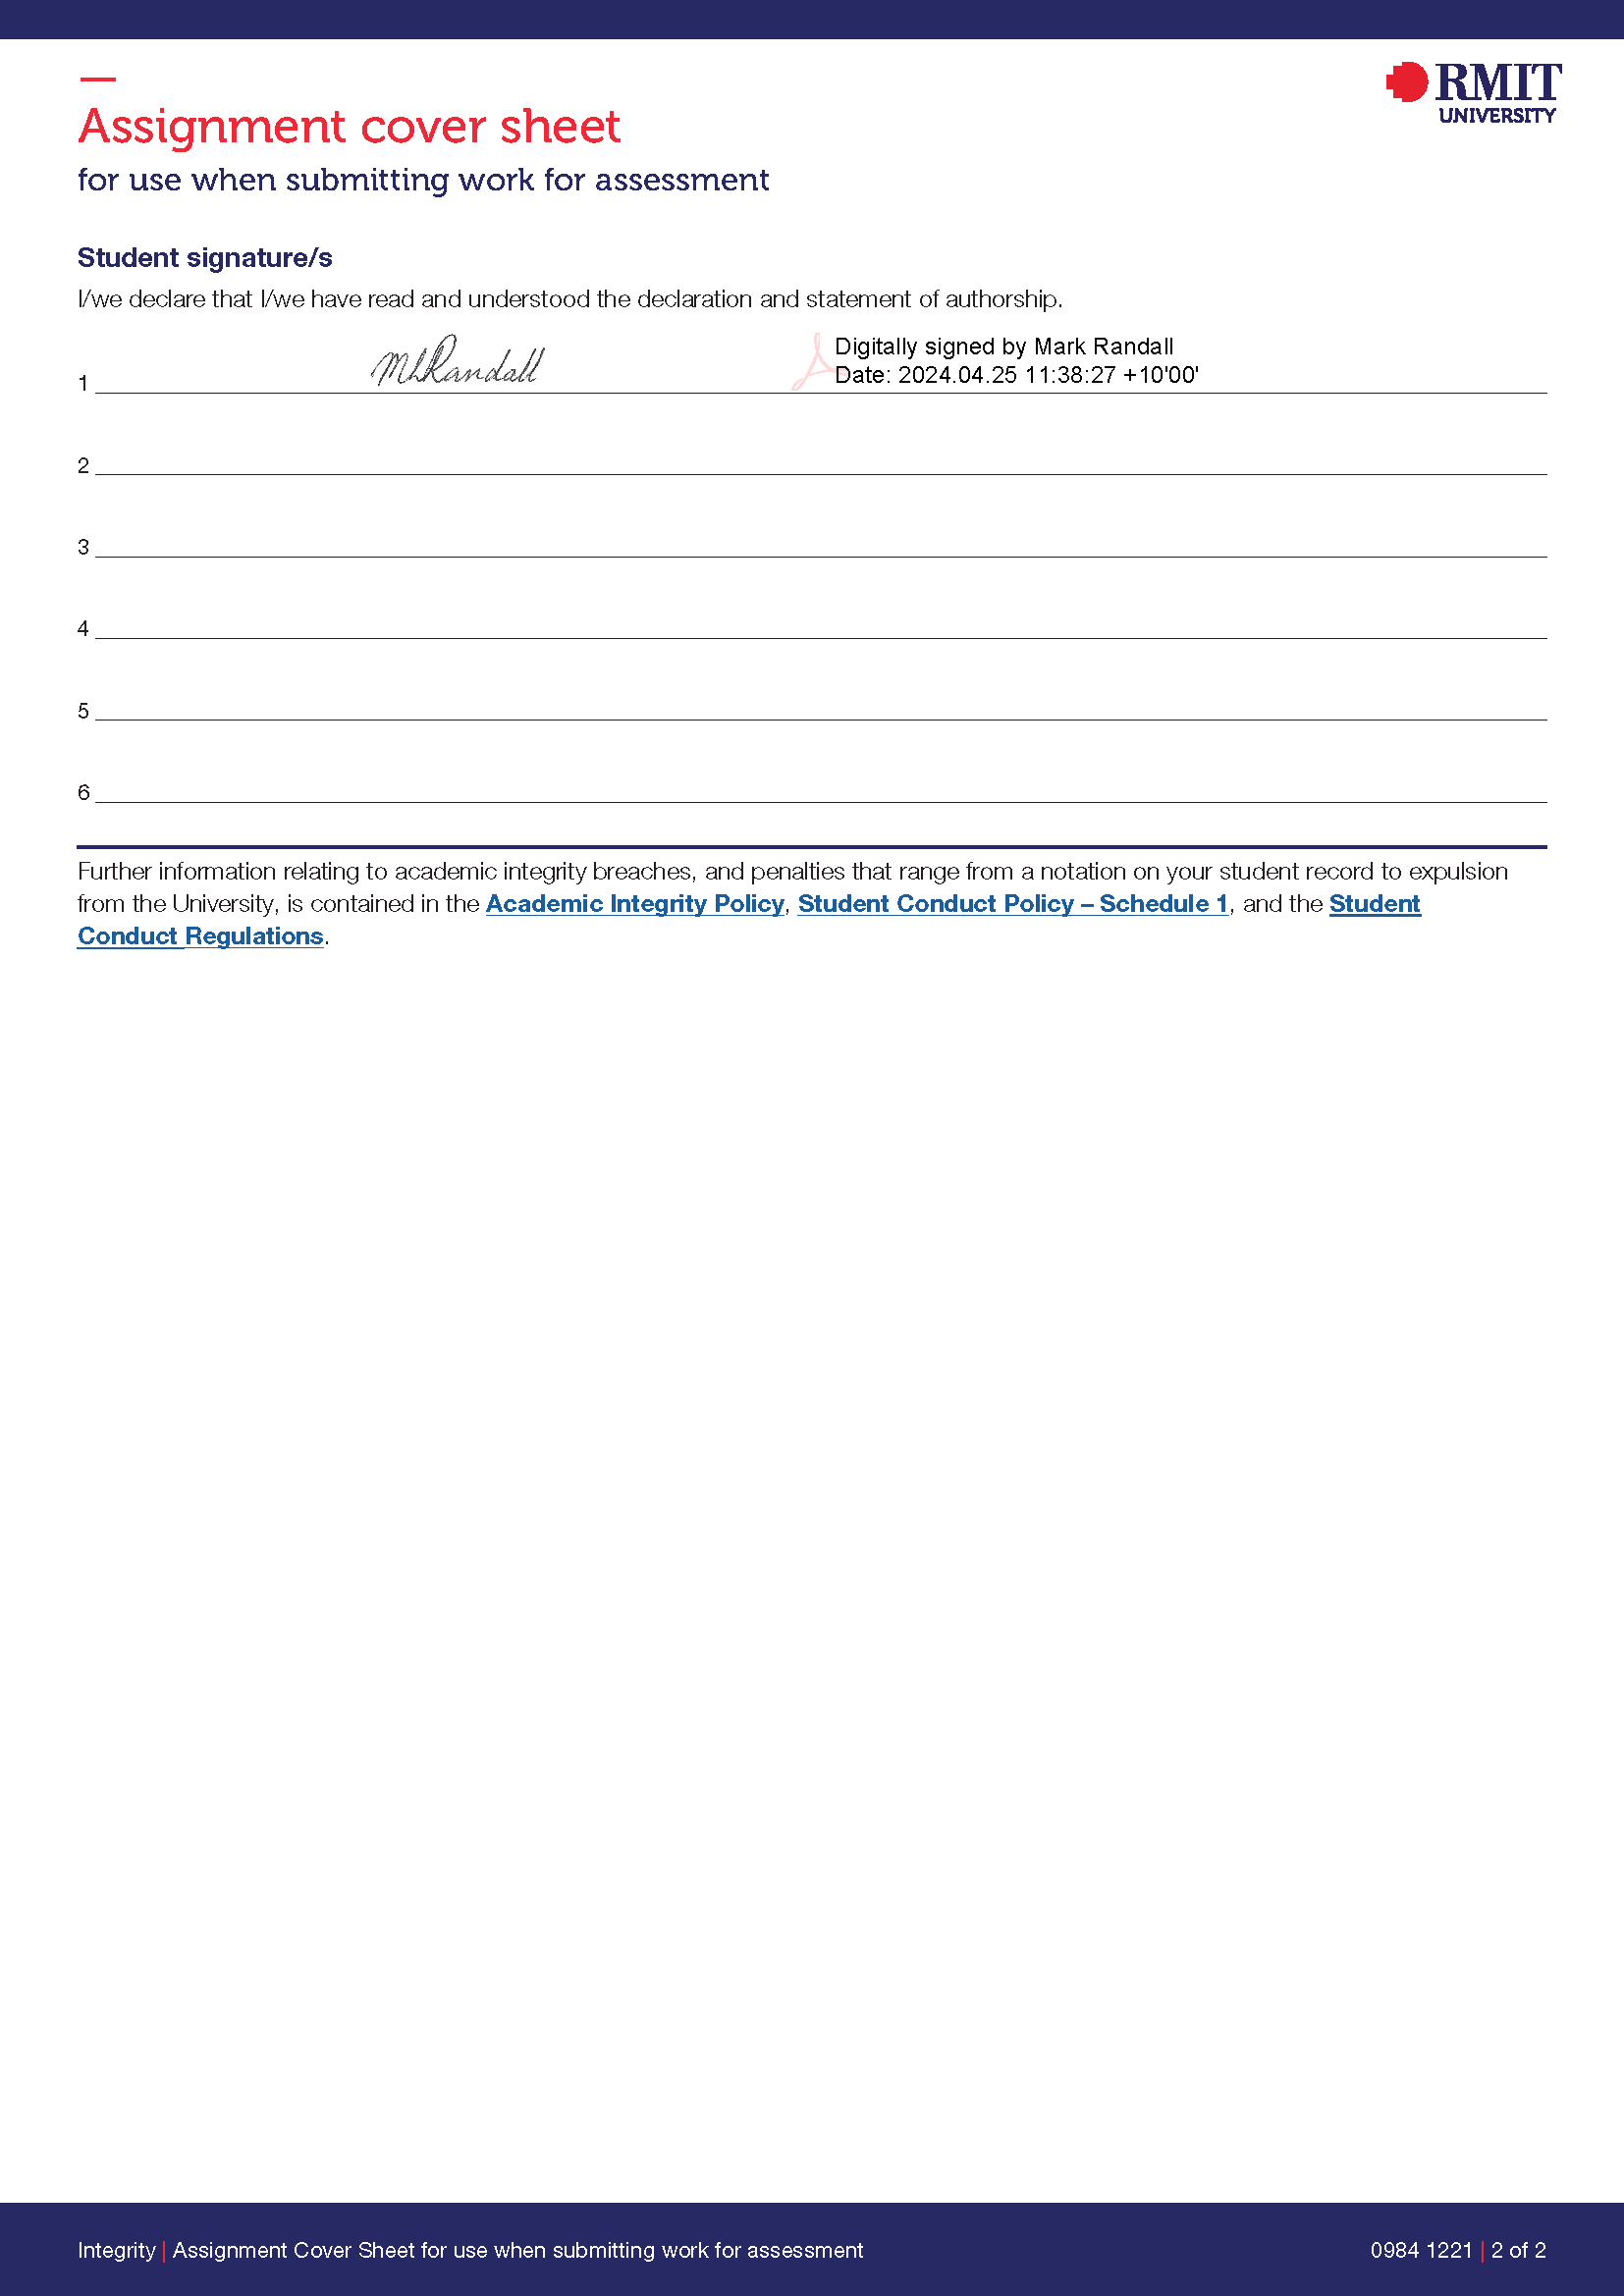 RMIT
UNIVERSITY
Assignment cover sheet
for use when submitting work for assessment
Student signature/s
I/we declare that I/we have read and understood the declaration and statement of authorship.
1 MLRandall Digitally signed by Mark Randall
Date: 2024.04.25 11:38:27 +10'00'
2
3
4
5
6
Further information relating to academic integrity breaches, and penalties that range from a notation on your student record to expulsion
from the University, is contained in the Academic Integrity Policy, Student Conduct Policy – Schedule 1, and the Student
Conduct Regulations.
Integrity | Assignment Cover Sheet for use when submitting work for assessment 0984 1221 | 2 of 2